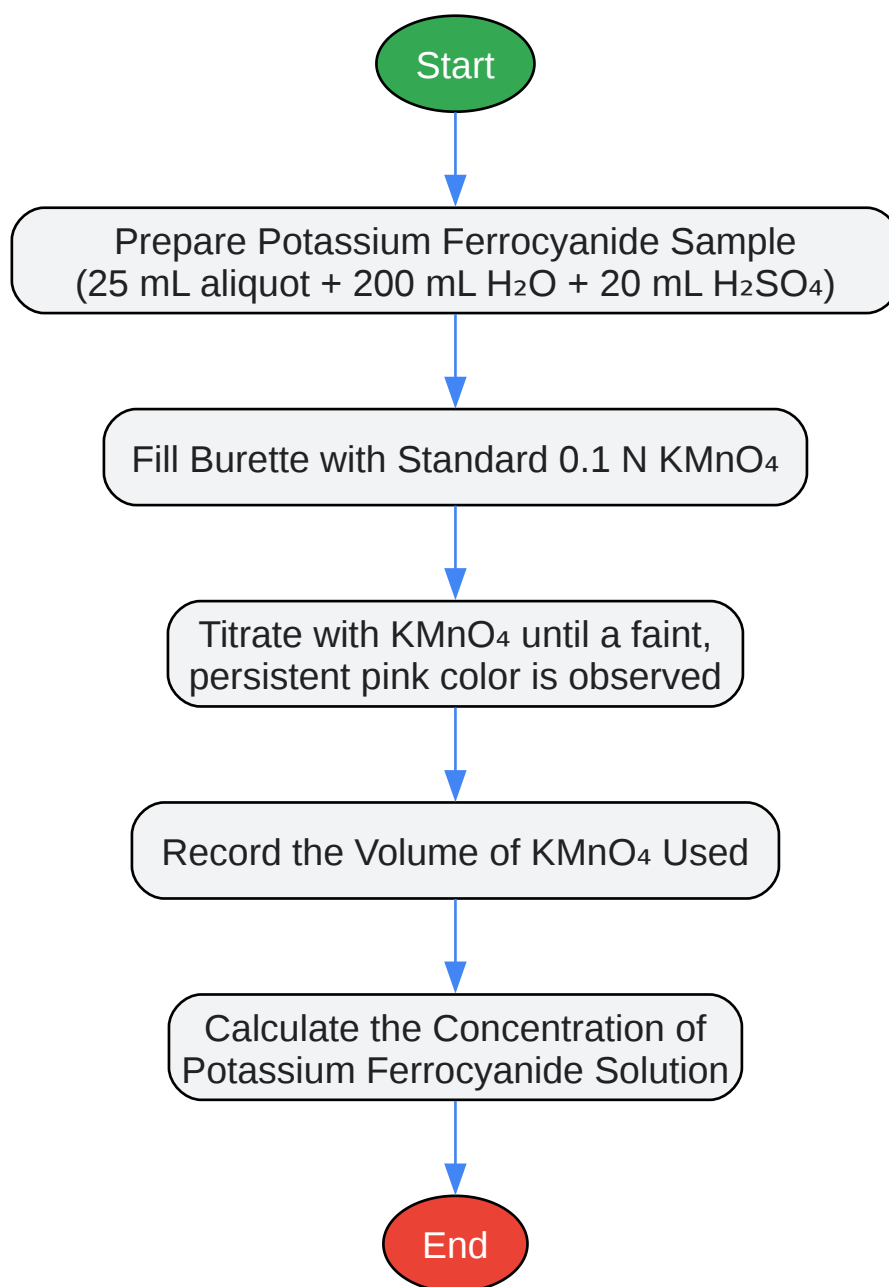 Start
Prepare Potassium Ferrocyanide Sample
(25 mL aliquot + 200 mL H₂O + 20 mL H₂SO₄)
Fill Burette with Standard 0.1 N KMnO₄
Titrate with KMnO₄ until a faint,
persistent pink color is observed
Record the Volume of KMnO₄ Used
Calculate the Concentration of
Potassium Ferrocyanide Solution
End